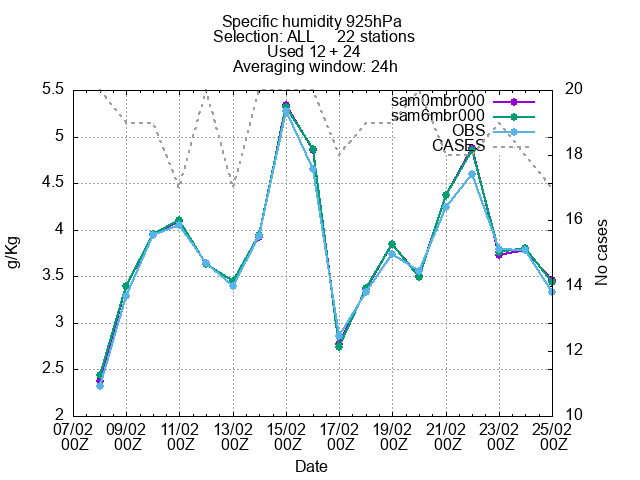 Specific humidity 925hPa
Selection: ALL 22 stations
Used 12 + 24
Averaging window: 24h
sam0mbr000
sam6mbr000
OBS
CASES
5.5
5
4.5
4
3.5
3
2.5
2
20
18
16
14
12
10
g/Kg
No cases
07/02 09/02 11/02 13/02 15/02 17/02 19/02 21/02 23/02 25/02
00Z 00Z 00Z 00Z 00Z 00Z 00Z 00Z 00Z 00Z
Date